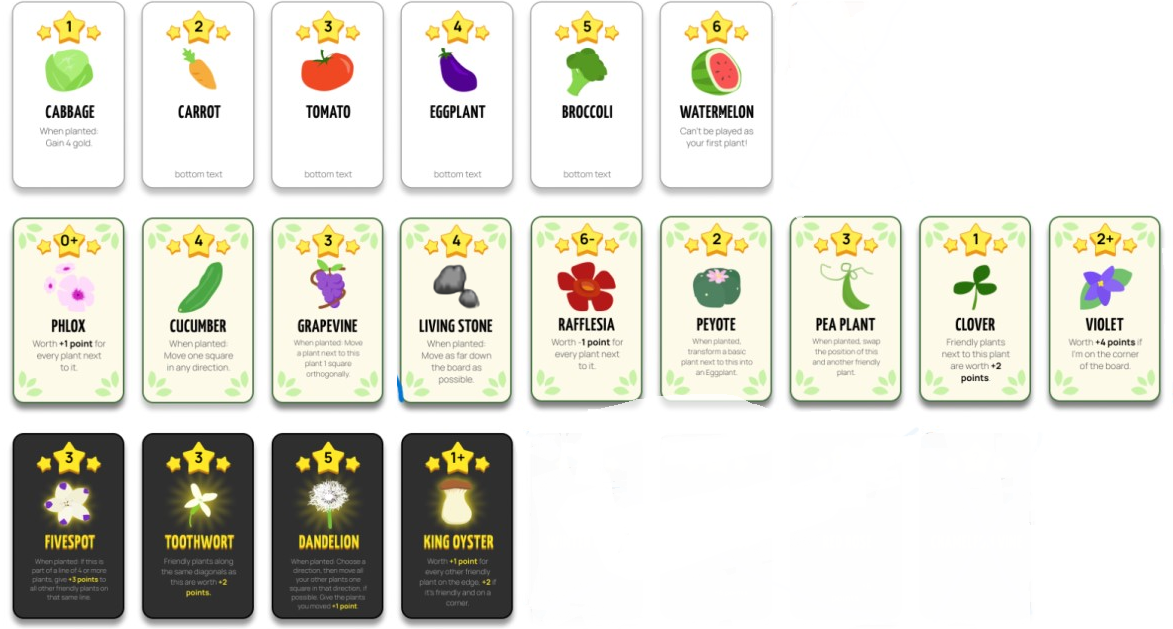 1
CABBAGE
When planted:
Gain 4 gold.
2
CARROT
bottom text
3
TOMATO
bottom text
4
EGGPLANT
bottom text
5
BROCCOLI
bottom text
6
WATERMELON
Can't be played as
your first plant!
0+
PHLOX
Worth +1 point for
every plant next
to it.
4
CUCUMBER
When planted:
Move one square
in any direction.
3
GRAPEVINE
When planted: Move
a plant next to this
plant 1 square
orthogonally.
4
LIVING STONE
When planted:
Move as far down
the board as
possible.
6-
RAFFLESIA
Worth -1 point for
every plant next
to it.
2
PEYOTE
When planted,
transform a basic
plant next to this into
an Eggplant.
3
PEA PLANT
When planted, swap
the position of this
and another friendly
plant.
1
CLOVER
Friendly plants
next to this plant
are worth +2
points
2+
VIOLET
Worth +4 points if
I'm on the corner
of the board.
3
FIVESPOT
When planted: if this is
part of a line of 4 or more
plants, give +3 points to
all other friendly plants on
that same line.
3
TOOTHWORT
Friendly plants along
the same diagonals as
this are worth +2
points.
5
DANDELION
When planted: Choose a
direction, then move all
your other plants one
square in that direction, if
possible. Give the plants
you moved +1 point.
1+
KING OYSTER
Worth +1 point for
every other friendly
plant on the edge, +2 if
it's friendly and on a
corner.